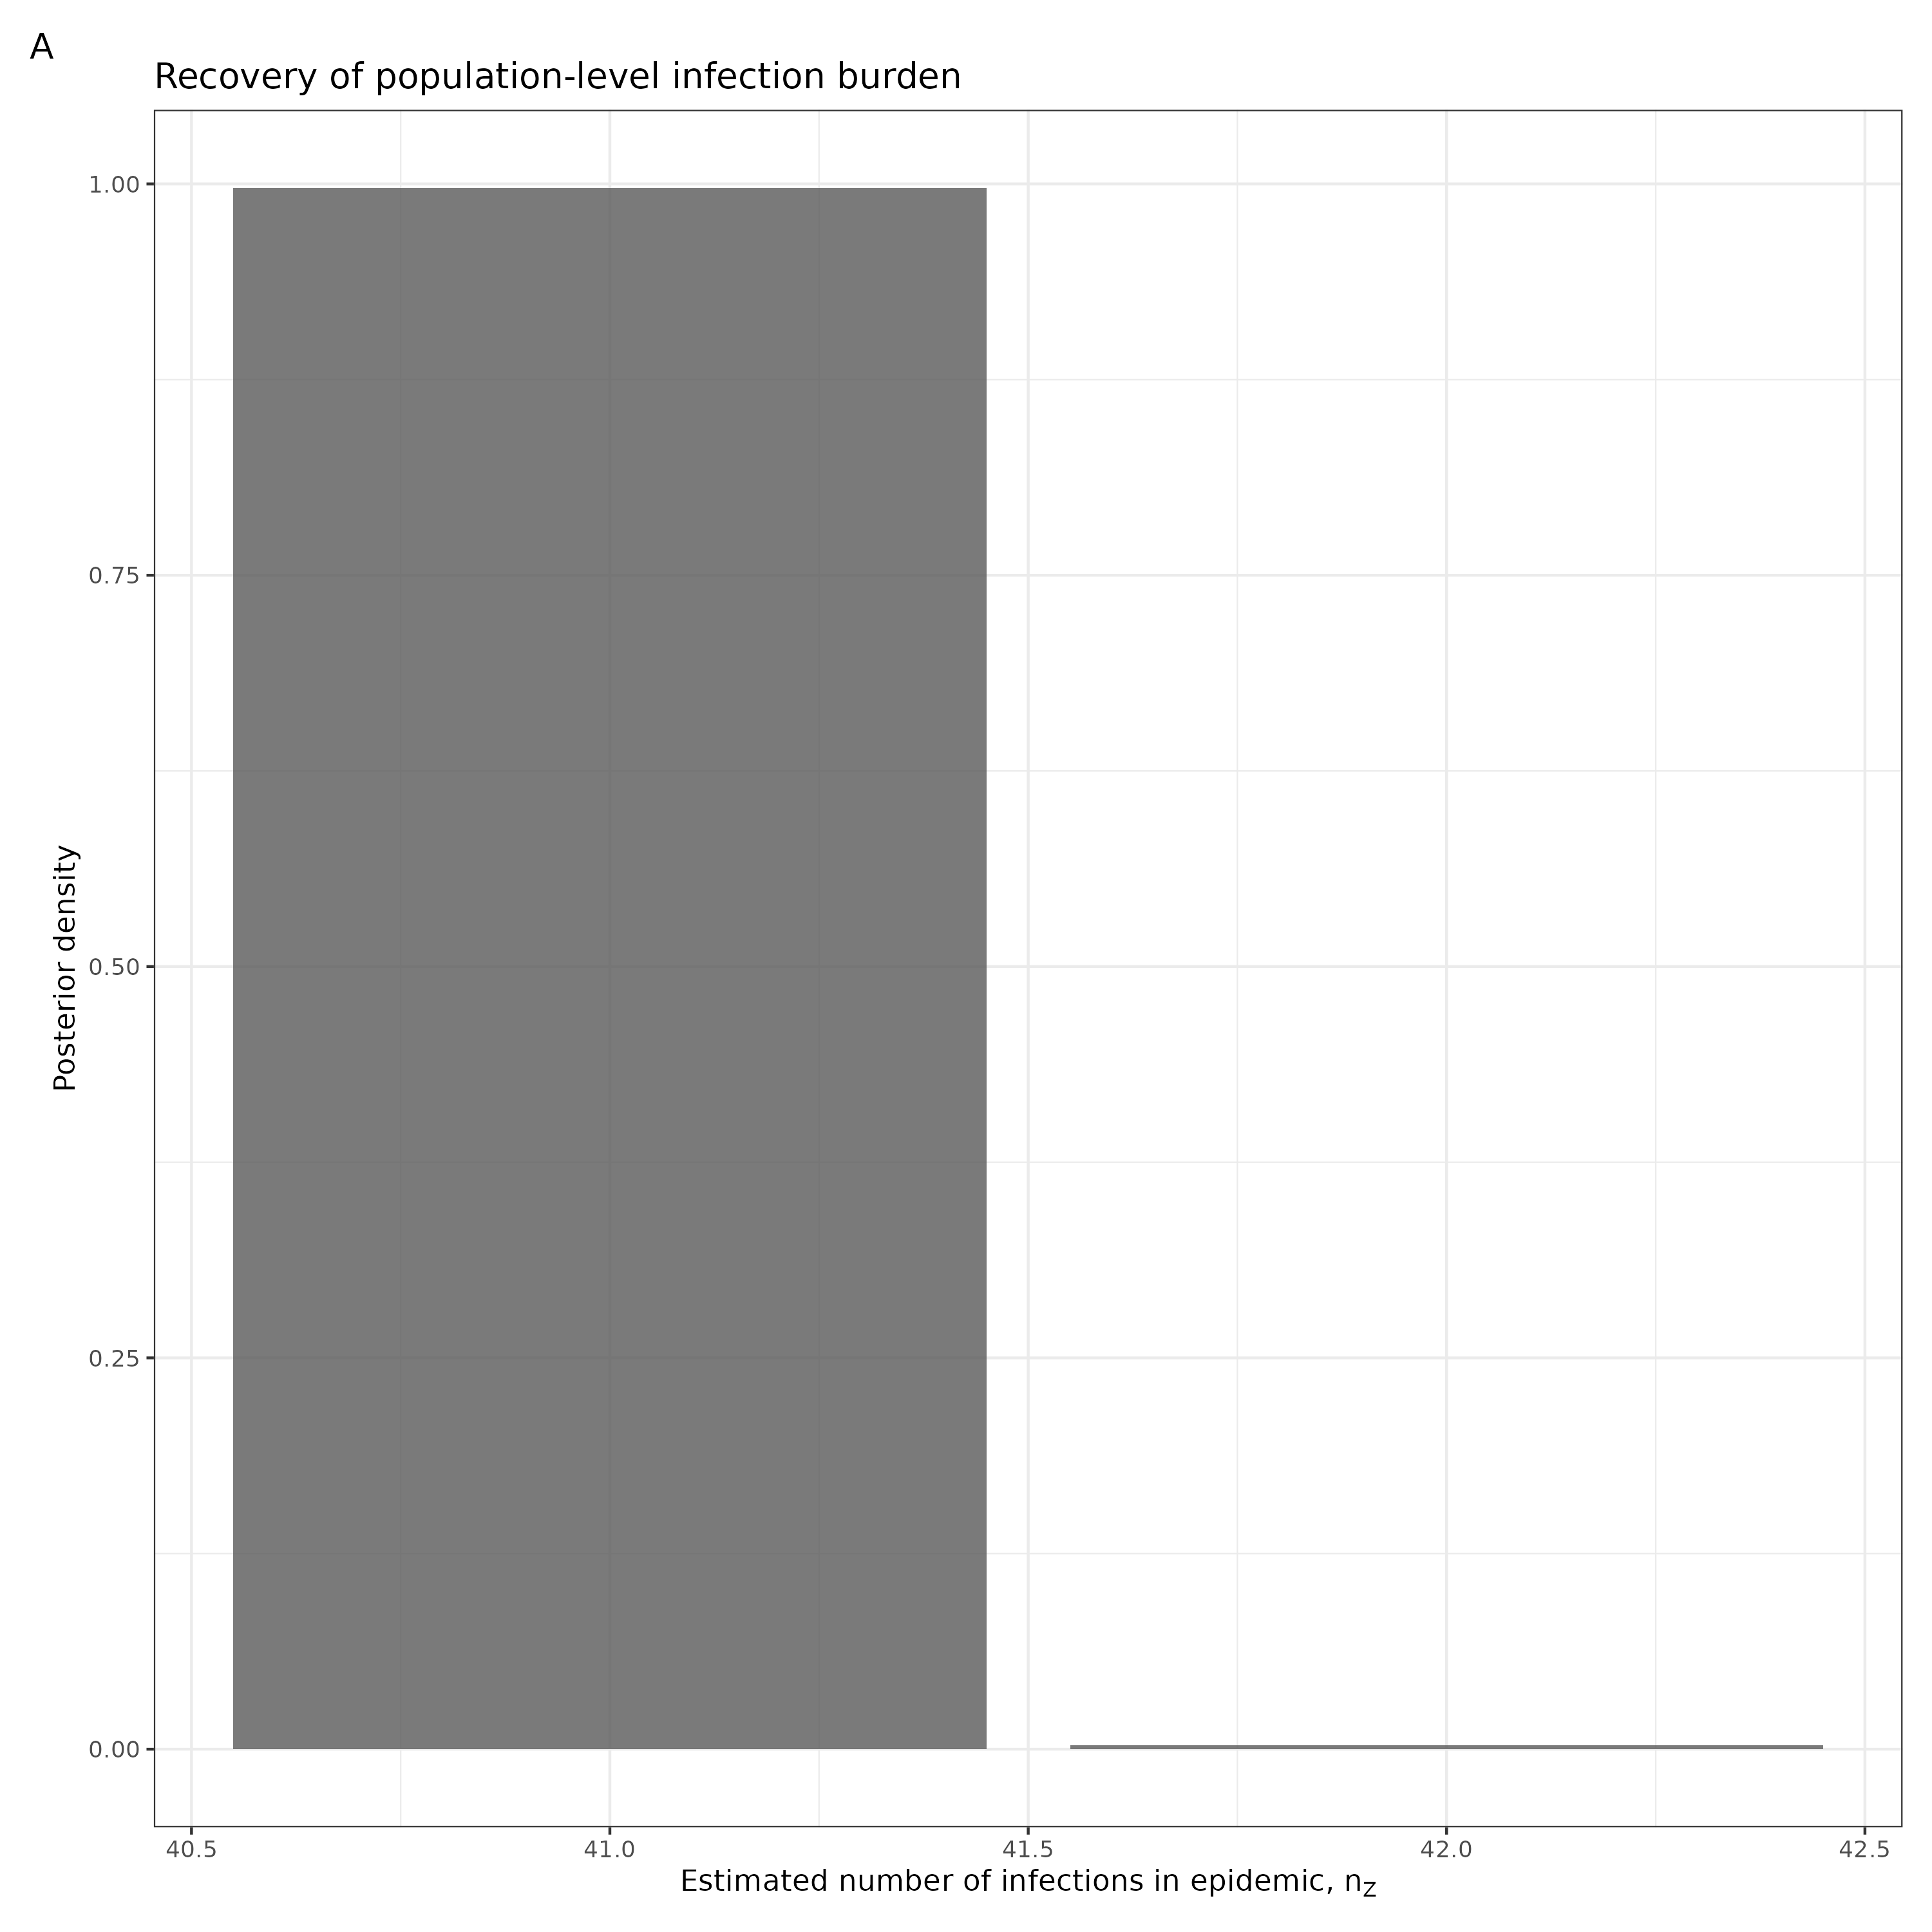 A
Recovery of population-level infection burden
1.00
0.75
0.50
0.25
0.00
Posterior density
40.5 41.0 41.5 42.0 42.5
Estimated number of infections in epidemic, nZ